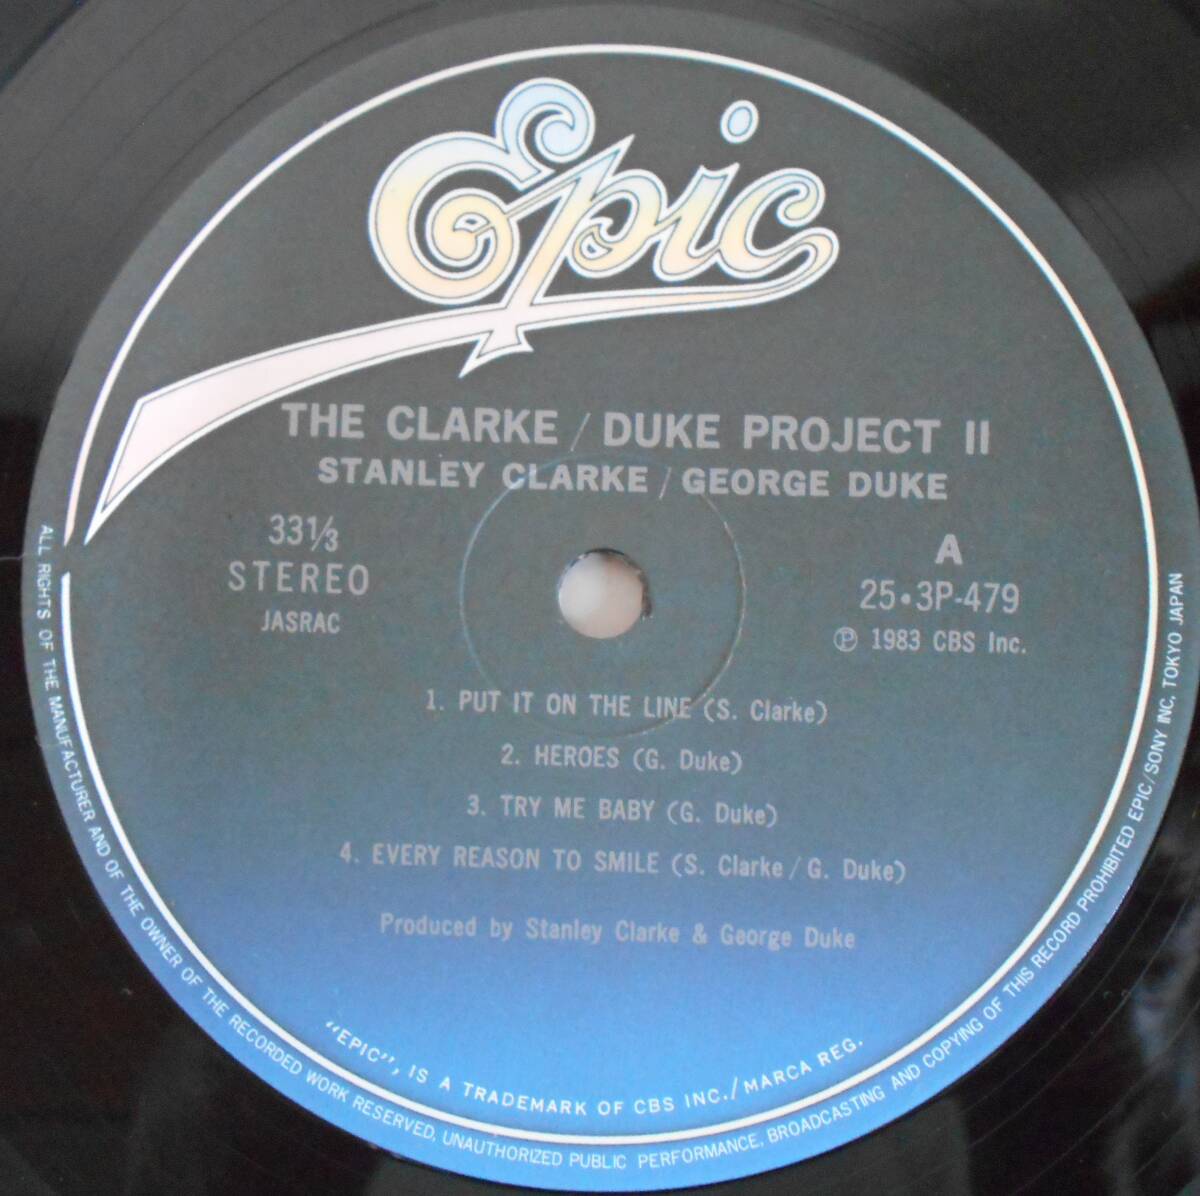 Epic
THE CLARKE / DUKE PROJECT II
STANLEY CLARKE / GEORGE DUKE
33⅓
STEREO
JASRAC
A
25・3P-479
Ⓟ 1983 CBS Inc.
1. PUT IT ON THE LINE (S. Clarke)
2. HEROES (G. Duke)
3. TRY ME BABY (G. Duke)
4. EVERY REASON TO SMILE (S. Clarke / G. Duke)
Produced by Stanley Clarke & George Duke
"EPIC", IS A TRADEMARK OF CBS INC./MARCA REG.
ALL RIGHTS OF THE MANUFACTURER AND OF THE OWNER OF THE RECORDED WORK RESERVED. UNAUTHORIZED PUBLIC PERFORMANCE, BROADCASTING AND COPYING OF THIS RECORD PROHIBITED EPIC/SONY INC. TOKYO JAPAN